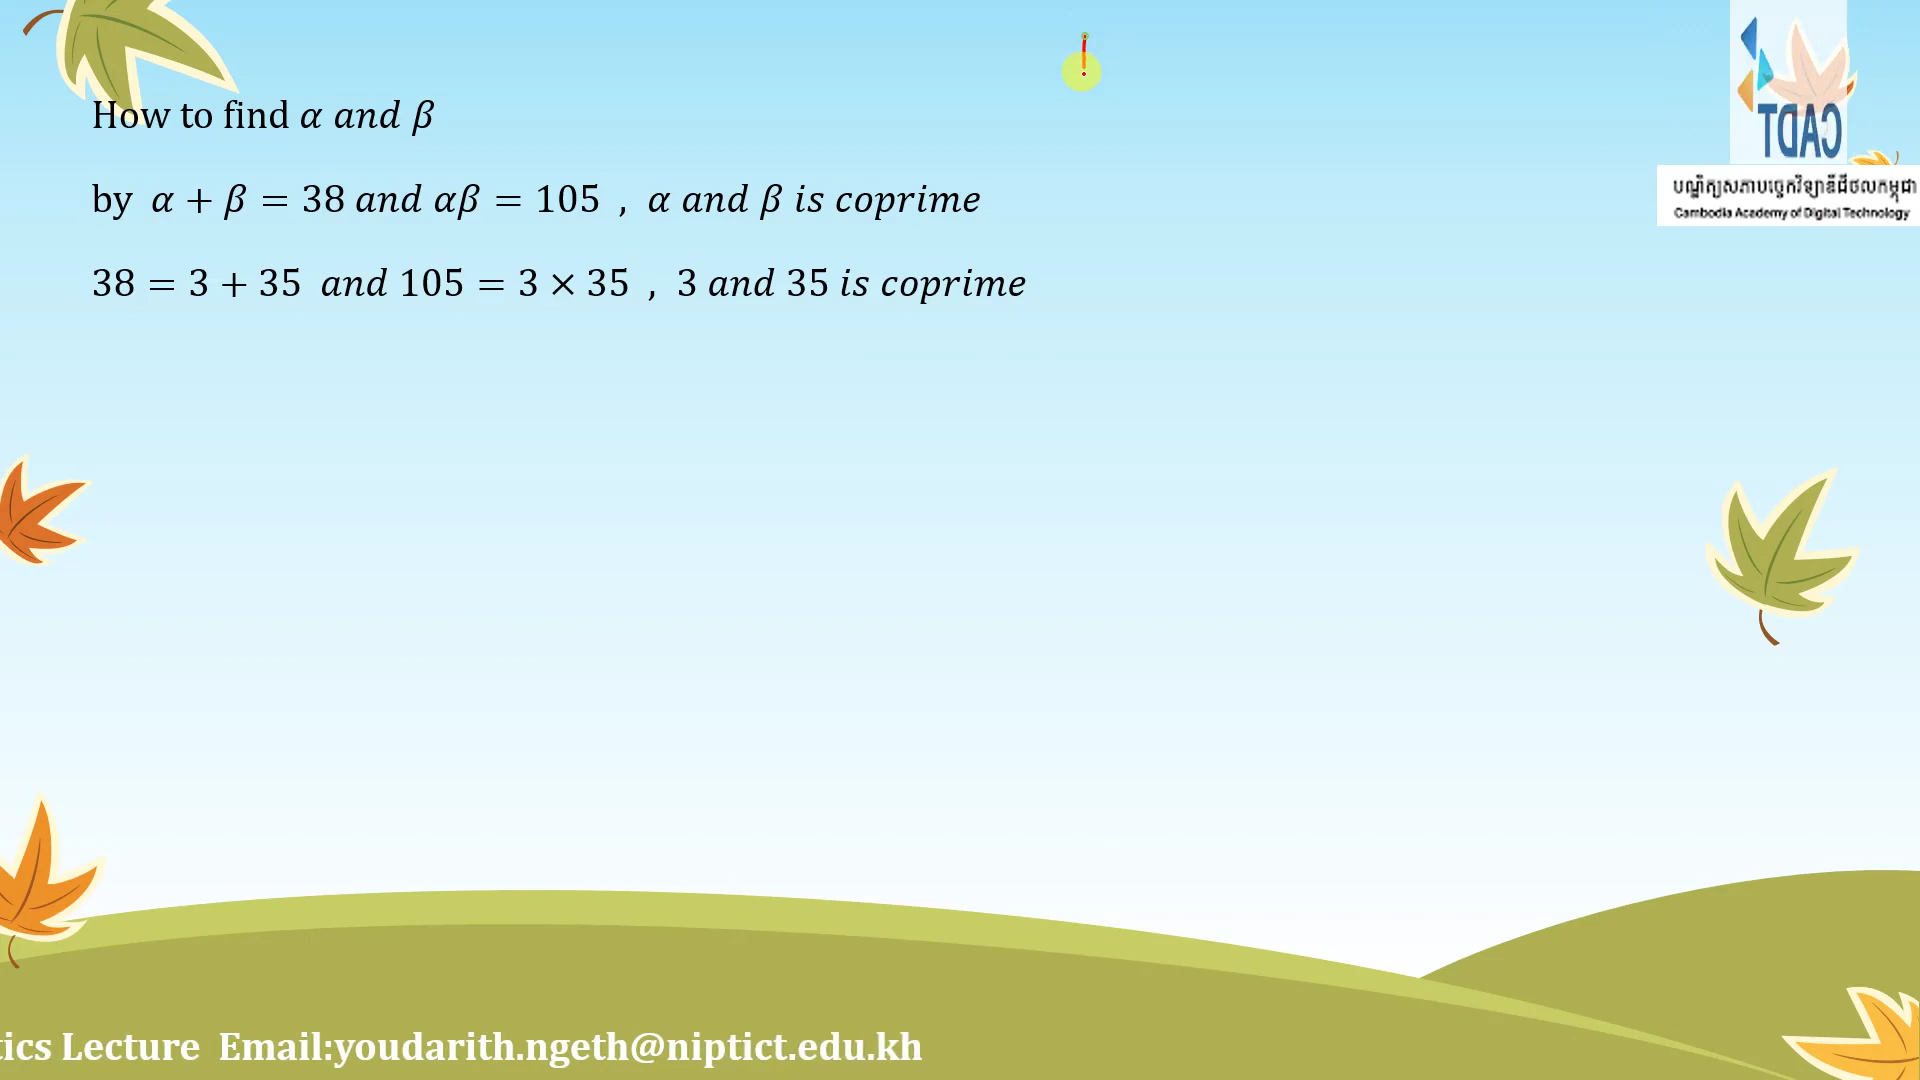 How to find α and β
by α + β = 38 and αβ = 105 , α and β is coprime
38 = 3 + 35 and 105 = 3 × 35 , 3 and 35 is coprime
CADT
បណ្ឌិត្យសភាបច្ចេកវិទ្យាឌីជីថលកម្ពុជា
Cambodia Academy of Digital Technology
tics Lecture Email:youdarith.ngeth@niptict.edu.kh